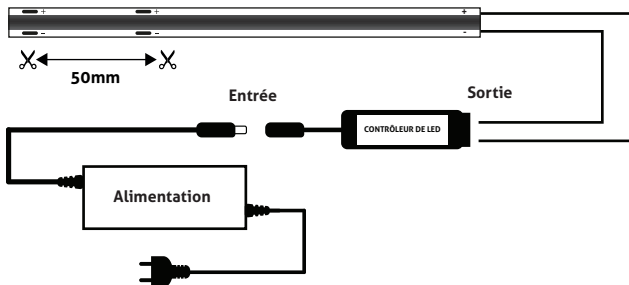 + + +
- - -
50mm
Entrée
Sortie
CONTRÔLEUR DE LED
Alimentation